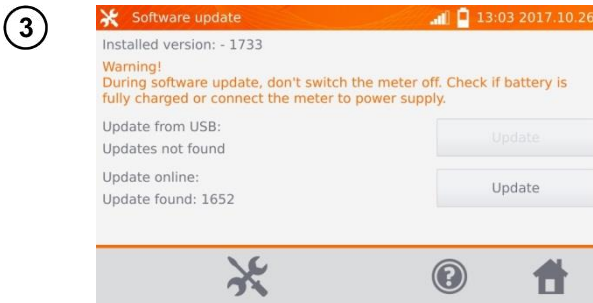 3
Software update
13:03 2017.10.26
Installed version: - 1733
Warning!
During software update, don't switch the meter off. Check if battery is
fully charged or connect the meter to power supply.
Update from USB:
Updates not found
Update
Update online:
Update found: 1652
Update
?